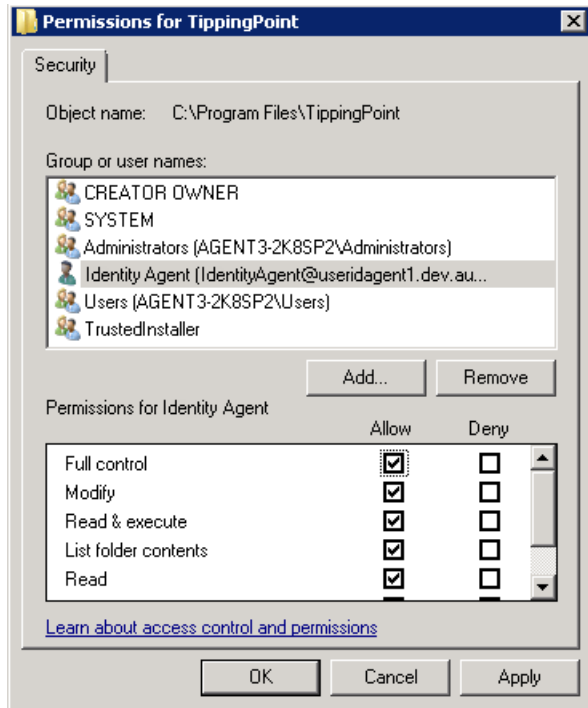 Permissions for TippingPoint
Security
Object name: C:\Program Files\TippingPoint
Group or user names:
CREATOR OWNER
SYSTEM
Administrators (AGENT3-2K8SP2\Administrators)
Identity Agent (IdentityAgent@useridagent1.dev.au...
Users (AGENT3-2K8SP2\Users)
TrustedInstaller
Add... Remove
Permissions for Identity Agent
Allow Deny
Full control
Modify
Read & execute
List folder contents
Read
Learn about access control and permissions
OK Cancel Apply